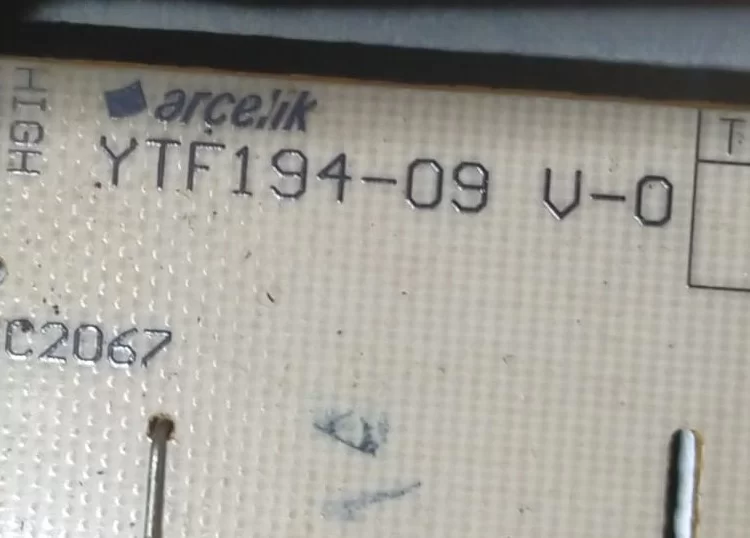 HIGH
arçelik
YTF194-09 V-0
T
C2067